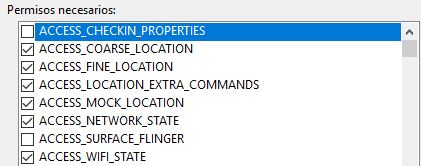 Permisos necesarios:
ACCESS_CHECKIN_PROPERTIES
ACCESS_COARSE_LOCATION
ACCESS_FINE_LOCATION
ACCESS_LOCATION_EXTRA_COMMANDS
ACCESS_MOCK_LOCATION
ACCESS_NETWORK_STATE
ACCESS_SURFACE_FLINGER
ACCESS_WIFI_STATE